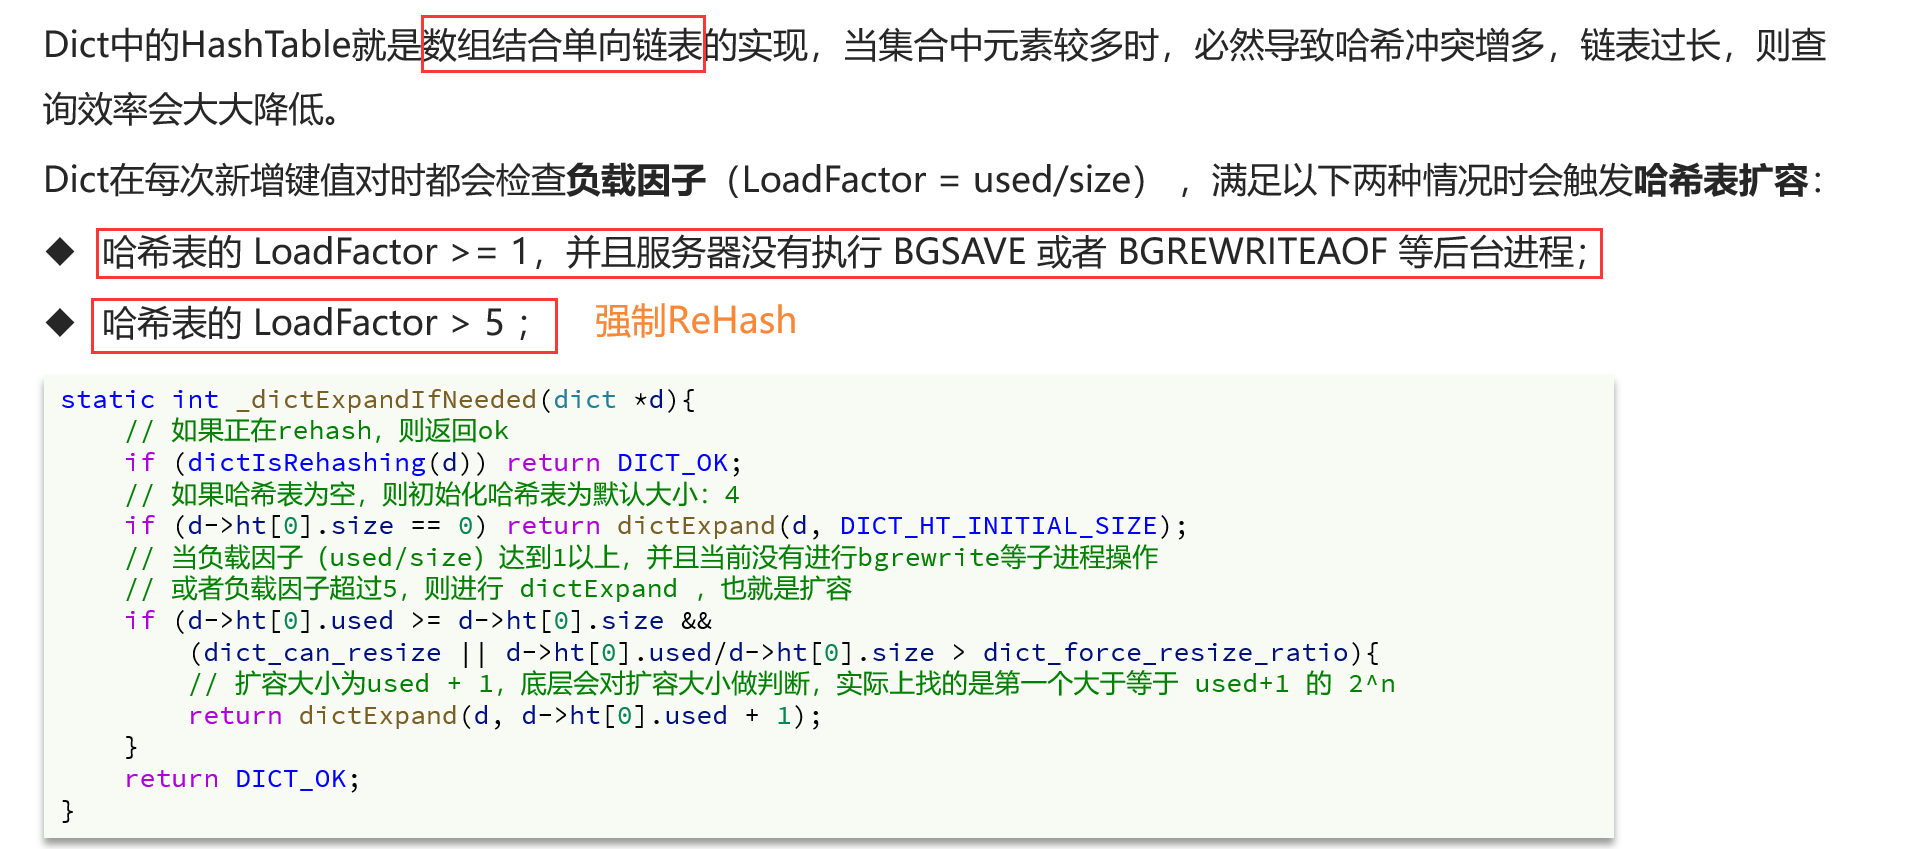 Dict中的HashTable就是数组结合单向链表的实现，当集合中元素较多时，必然导致哈希冲突增多，链表过长，则查
询效率会大大降低。
Dict在每次新增键值对时都会检查负载因子（LoadFactor = used/size） ，满足以下两种情况时会触发哈希表扩容：
◆ 哈希表的 LoadFactor >= 1，并且服务器没有执行 BGSAVE 或者 BGREWRITEAOF 等后台进程；
◆ 哈希表的 LoadFactor > 5 ； 强制ReHash
static int _dictExpandIfNeeded(dict *d){
    // 如果正在rehash，则返回ok
    if (dictIsRehashing(d)) return DICT_OK;
    // 如果哈希表为空，则初始化哈希表为默认大小：4
    if (d->ht[0].size == 0) return dictExpand(d, DICT_HT_INITIAL_SIZE);
    // 当负载因子（used/size）达到1以上，并且当前没有进行bgrewrite等子进程操作
    // 或者负载因子超过5，则进行 dictExpand ，也就是扩容
    if (d->ht[0].used >= d->ht[0].size &&
        (dict_can_resize || d->ht[0].used/d->ht[0].size > dict_force_resize_ratio){
        // 扩容大小为used + 1，底层会对扩容大小做判断，实际上找的是第一个大于等于 used+1 的 2^n
        return dictExpand(d, d->ht[0].used + 1);
    }
    return DICT_OK;
}